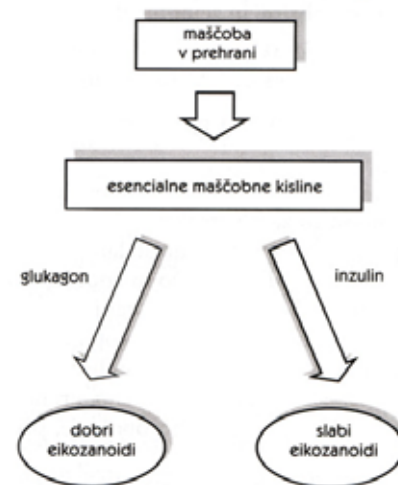 maščoba
v prehrani
esencialne maščobne kisline
glukagon
inzulin
dobri
eikozanoidi
slabi
eikozanoidi